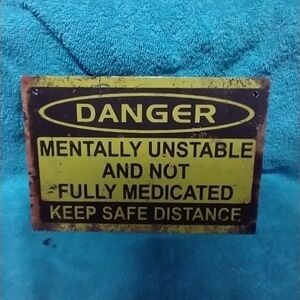 DANGER
MENTALLY UNSTABLE
AND NOT
FULLY MEDICATED
KEEP SAFE DISTANCE